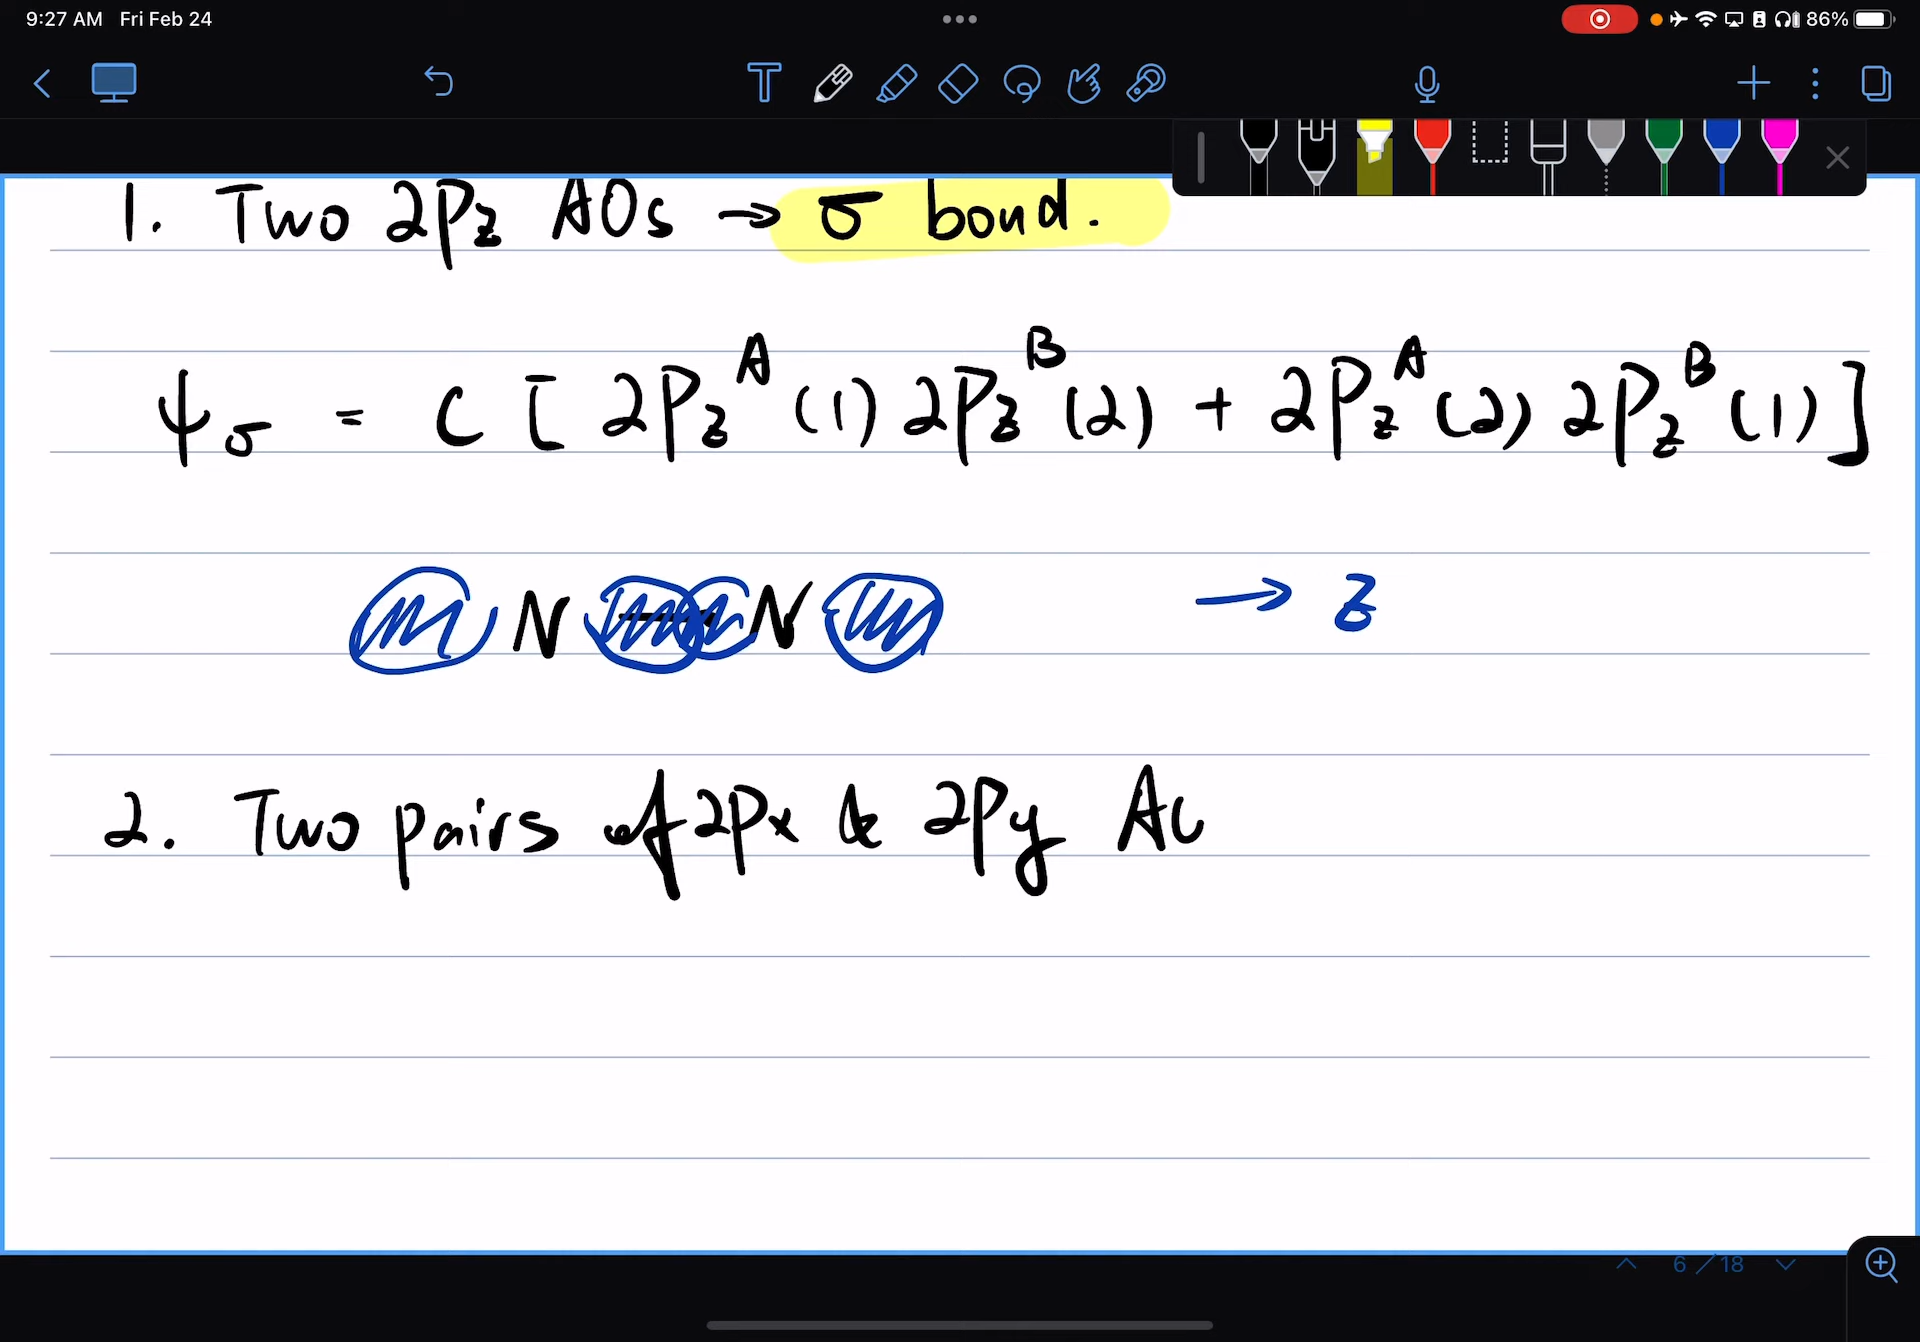 9:27 AM Fri Feb 24
86%
1. Two 2Pz AOs → σ bond.
ψσ = C [ 2Pz^A (1) 2Pz^B (2) + 2Pz^A (2) 2Pz^B (1) ]
N — N → z
2. Two pairs of 2Px & 2Py AO
6 / 18